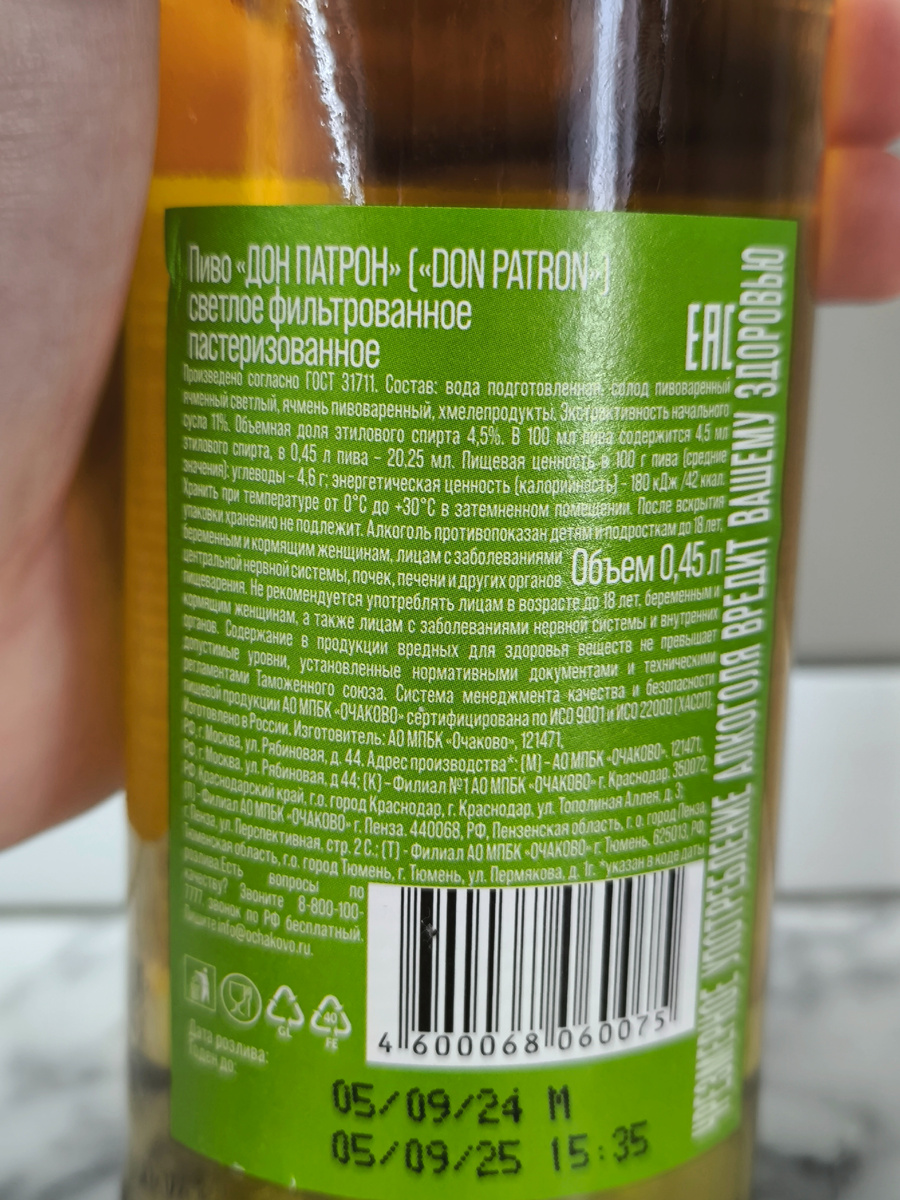 Пиво «ДОН ПАТРОН» («DON PATRON»)
светлое фильтрованное
пастеризованное
EAC
Произведено согласно ГОСТ 31711. Состав: вода подготовленная, солод пивоваренный
ячменный светлый, ячмень пивоваренный, хмелепродукты. Экстрактивность начального
сусла 11%. Объемная доля этилового спирта 4,5%. В 100 мл пива содержится 4,5 мл
этилового спирта, в 0,45 л пива - 20,25 мл. Пищевая ценность в 100 г пива (средние
значения): углеводы - 4,6 г; энергетическая ценность (калорийность) - 180 кДж /42 ккал.
Хранить при температуре от 0°С до +30°С в затемненном помещении. После вскрытия
упаковки хранению не подлежит. Алкоголь противопоказан детям и подросткам до 18 лет,
беременным и кормящим женщинам, лицам с заболеваниями
центральной нервной системы, почек, печени и других органов
Объем 0,45 л
пищеварения. Не рекомендуется употреблять лицам в возрасте до 18 лет, беременным и
кормящим женщинам, а также лицам с заболеваниями нервной системы и внутренних
органов. Содержание в продукции вредных для здоровья веществ не превышает
допустимые уровни, установленные нормативными документами и техническими
регламентами Таможенного союза. Система менеджмента качества и безопасности
пищевой продукции АО МПБК «ОЧАКОВО» сертифицирована по ИСО 9001 и ИСО 22000 (ХАССП).
Изготовлено в России. Изготовитель: АО МПБК «Очаково», 121471,
РФ, г. Москва, ул. Рябиновая, д. 44. Адрес производства*: (М) - АО МПБК «ОЧАКОВО», 121471,
РФ, г. Москва, ул. Рябиновая, д 44; (К) - Филиал №1 АО МПБК «ОЧАКОВО» г. Краснодар. 350072,
РФ, Краснодарский край, г.о. город Краснодар, г. Краснодар, ул. Тополиная Аллея, д. 3;
(П) - Филиал АО МПБК «ОЧАКОВО» г. Пенза. 440068, РФ, Пензенская область, г. о. город Пенза,
г. Пенза, ул. Перспективная, стр. 2 С.; (Т) - Филиал АО МПБК «ОЧАКОВО» г. Тюмень, 625013, РФ,
Тюменская область, г.о. город Тюмень, г. Тюмень, ул. Пермякова, д. 1г. *указан в коде даты
розлива.Есть вопросы по
качеству? Звоните 8-800-100-
7777, звонок по РФ бесплатный.
Пишите info@ochakovo.ru.
GL
40
FE
4 600068 060075
Дата розлива:
Годен до:
05/09/24 М
05/09/25 15:35
ЧРЕЗМЕРНОЕ УПОТРЕБЛЕНИЕ АЛКОГОЛЯ ВРЕДИТ ВАШЕМУ ЗДОРОВЬЮ